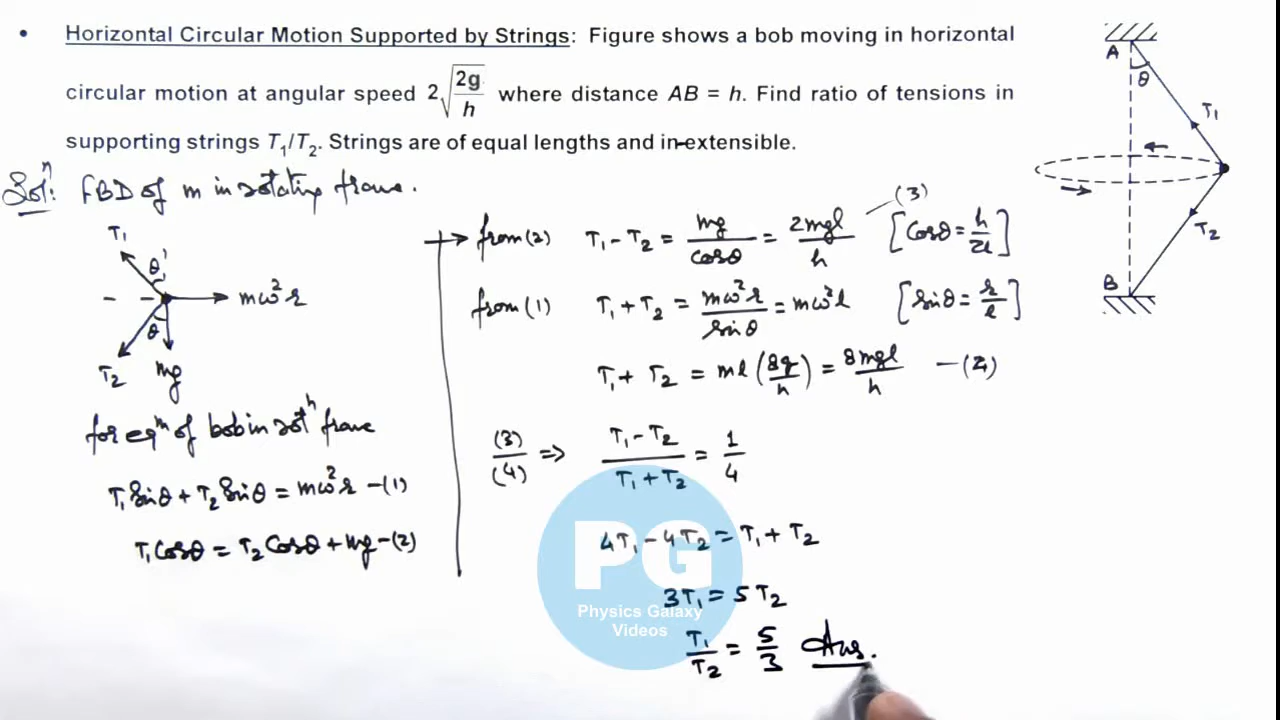 • Horizontal Circular Motion Supported by Strings: Figure shows a bob moving in horizontal
circular motion at angular speed 2√(2g/h) where distance AB = h. Find ratio of tensions in
supporting strings T₁/T₂. Strings are of equal lengths and in-extensible.
A
θ
T₁
T₂
B
Solⁿ: FBD of m in rotating frame.
T₁
θ
mω²r
θ
T₂
mg
for eqᵐ of bob in rotⁿ frame
T₁ sinθ + T₂ sinθ = mω²r –(1)
T₁ cosθ = T₂ cosθ + mg –(2)
from (2) T₁ - T₂ = mg/cosθ = 2mgl/h –(3) [cosθ = h/2l]
from (1) T₁ + T₂ = mω²r/sinθ = mω²l [sinθ = r/l]
T₁ + T₂ = ml(8g/h) = 8mgl/h –(4)
(3)/(4) ⇒ (T₁ - T₂)/(T₁ + T₂) = 1/4
4T₁ - 4T₂ = T₁ + T₂
3T₁ = 5T₂
T₁/T₂ = 5/3 Ans.
PG
Physics Galaxy
Videos